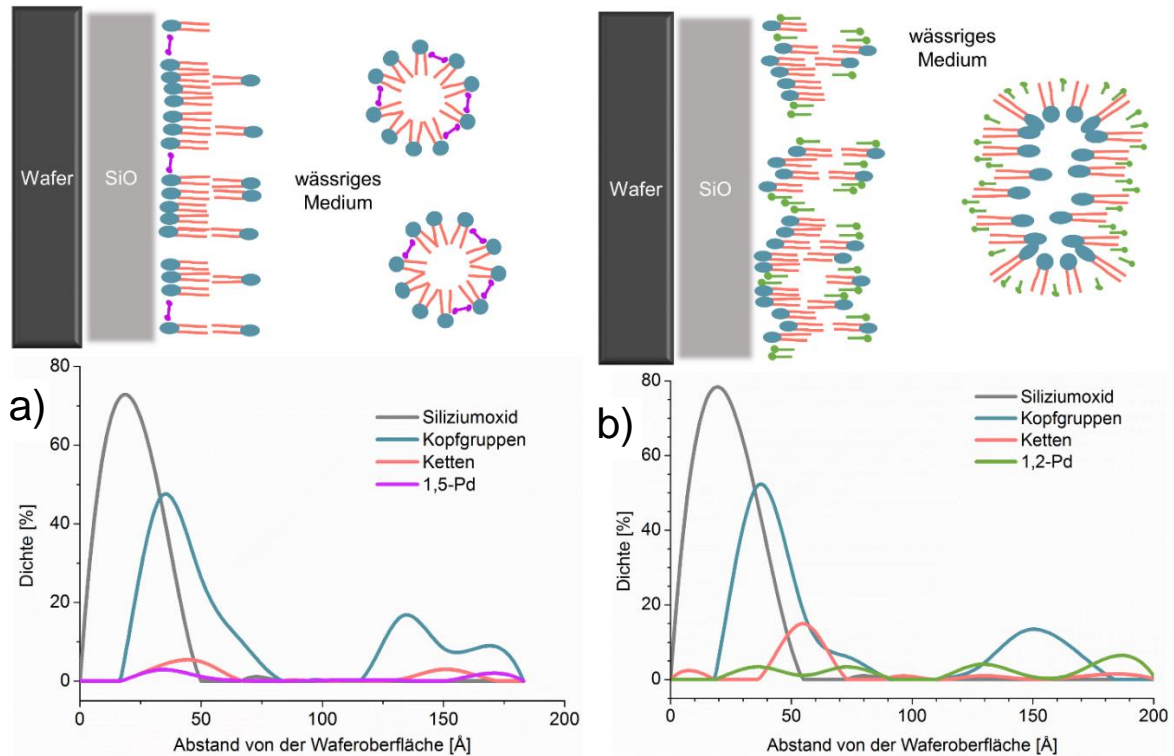 Wafer
SiO
wässriges
Medium
Wafer
SiO
wässriges
Medium
a)
80
60
40
20
0
Dichte [%]
Siliziumoxid
Kopfgruppen
Ketten
1,5-Pd
0
50
100
150
200
Abstand von der Waferoberfläche [Å]
b)
80
60
40
20
0
Dichte [%]
Siliziumoxid
Kopfgruppen
Ketten
1,2-Pd
0
50
100
150
200
Abstand von der Waferoberfläche [Å]